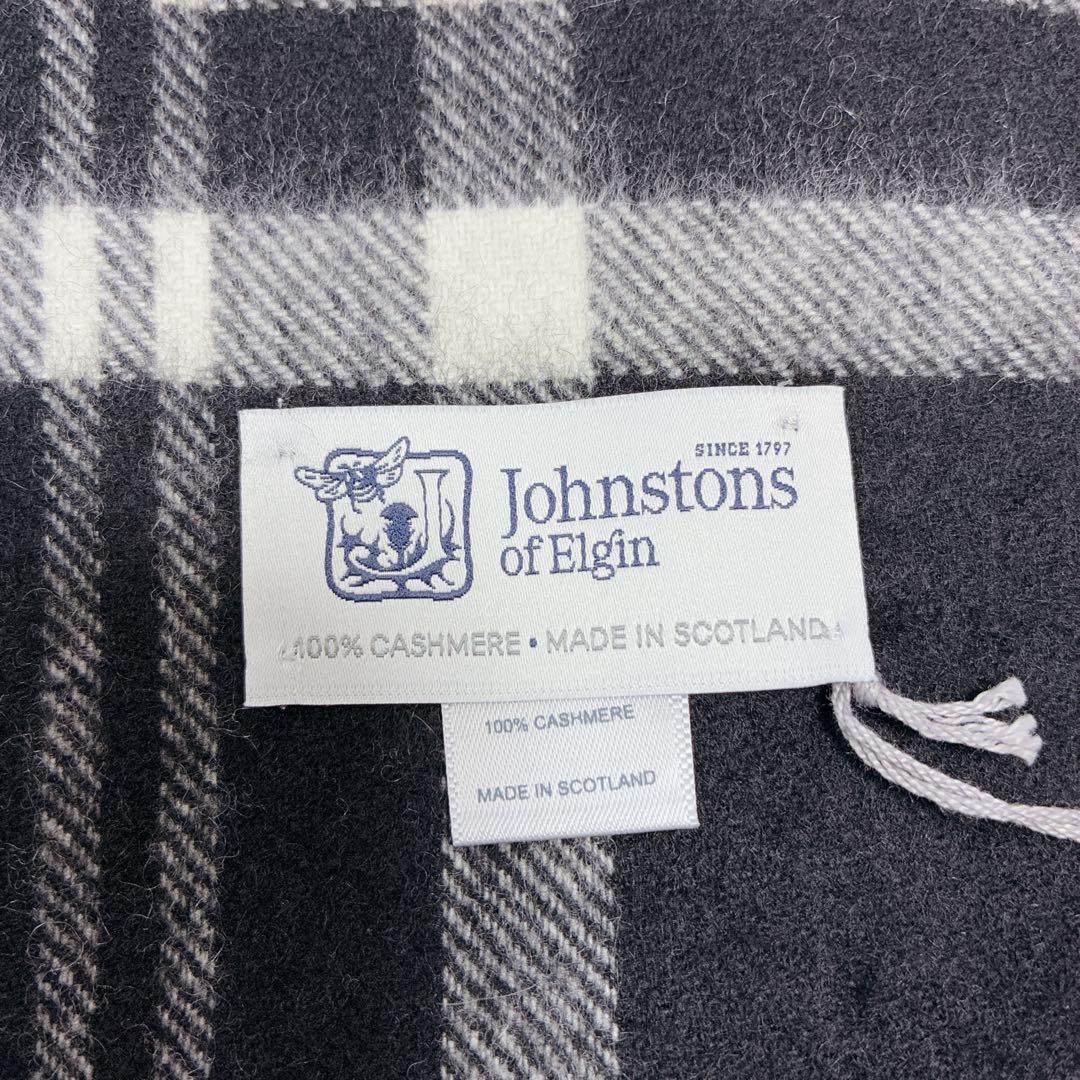 SINCE 1797
Johnstons
of Elgin
100% CASHMERE • MADE IN SCOTLAND
100% CASHMERE
MADE IN SCOTLAND